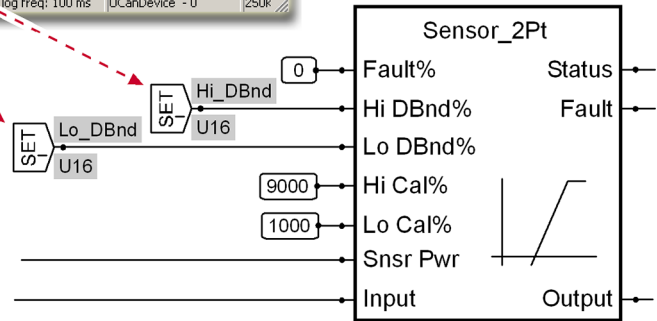 log freq: 100 ms UCanDevice - 0 250K
Sensor_2Pt
0 Fault% Status
SET Hi_DBnd U16 Hi DBnd% Fault
SET Lo_DBnd U16 Lo DBnd%
9000 Hi Cal%
1000 Lo Cal%
Snsr Pwr
Input Output